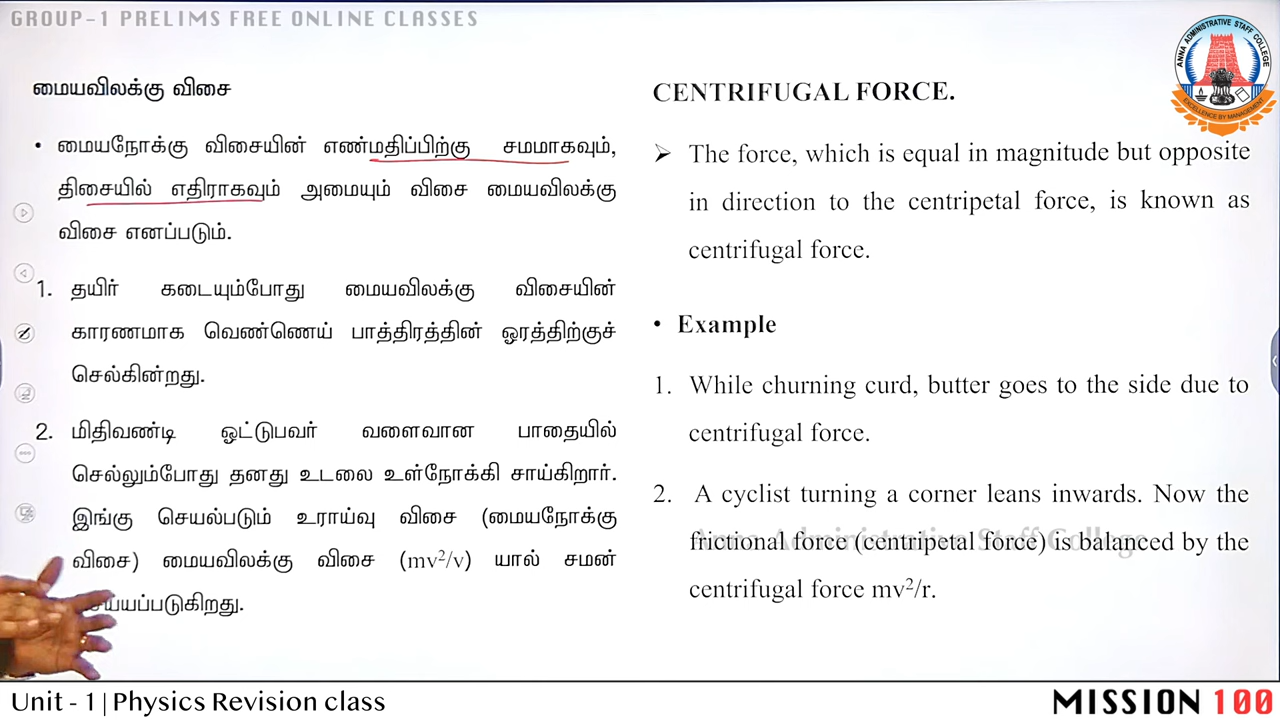 GROUP-1 PRELIMS FREE ONLINE CLASSES
ANNA ADMINISTRATIVE STAFF COLLEGE
EXCELLENCE BY MANAGEMENT
மையவிலக்கு விசை
• மையநோக்கு விசையின் எண்மதிப்பிற்கு சமமாகவும்,
திசையில் எதிராகவும் அமையும் விசை மையவிலக்கு
விசை எனப்படும்.
1. தயிர் கடையும்போது மையவிலக்கு விசையின்
காரணமாக வெண்ணெய் பாத்திரத்தின் ஓரத்திற்குச்
செல்கின்றது.
2. மிதிவண்டி ஓட்டுபவர் வளைவான பாதையில்
செல்லும்போது தனது உடலை உள்நோக்கி சாய்கிறார்.
இங்கு செயல்படும் உராய்வு விசை (மையநோக்கு
விசை) மையவிலக்கு விசை (mv²/v) யால் சமன்
CENTRIFUGAL FORCE.
➢ The force, which is equal in magnitude but opposite
in direction to the centripetal force, is known as
centrifugal force.
• Example
1. While churning curd, butter goes to the side due to
centrifugal force.
2. A cyclist turning a corner leans inwards. Now the
frictional force (centripetal force) is balanced by the
centrifugal force mv²/r.
Anna Administrative Staff College
Unit - 1 | Physics Revision class
MISSION 100